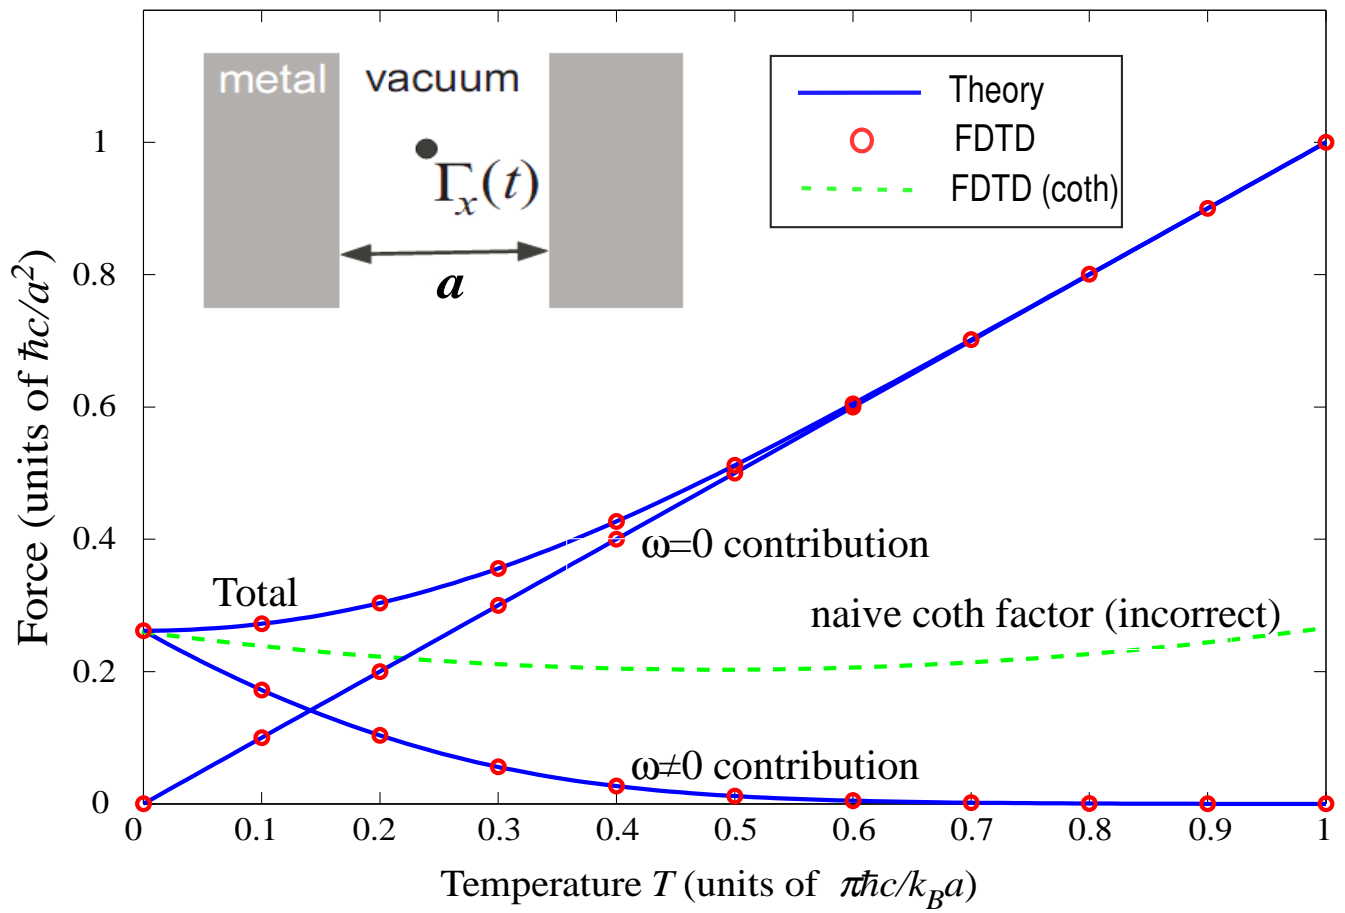 metal
vacuum
Γx(t)
a
Theory
FDTD
FDTD (coth)
Force (units of ħc/a²)
1
0.8
0.6
0.4
0.2
0
Total
ω=0 contribution
naive coth factor (incorrect)
ω≠0 contribution
0 0.1 0.2 0.3 0.4 0.5 0.6 0.7 0.8 0.9 1
Temperature T (units of πħc/kBa)